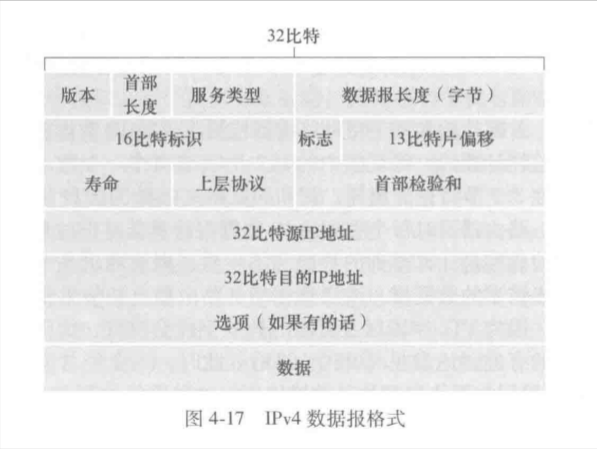 32比特
版本 首部长度 服务类型 数据报长度（字节）
16比特标识 标志 13比特片偏移
寿命 上层协议 首部检验和
32比特源IP地址
32比特目的IP地址
选项（如果有的话）
数据
图 4-17 IPv4 数据报格式